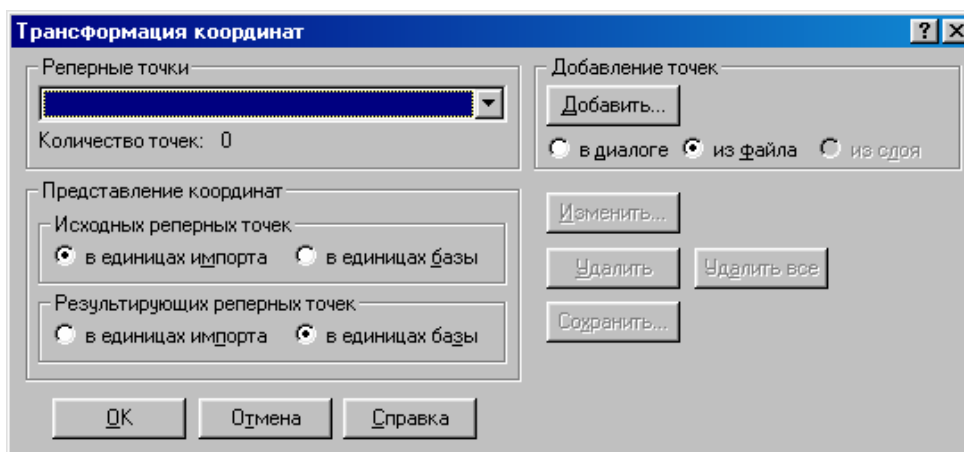 Трансформация координат
Реперные точки
Количество точек: 0
Добавление точек
Добавить...
в диалоге из файла из слоя
Представление координат
Исходных реперных точек
в единицах импорта в единицах базы
Результирующих реперных точек
в единицах импорта в единицах базы
Изменить...
Удалить Удалить все
Сохранить...
OK Отмена Справка